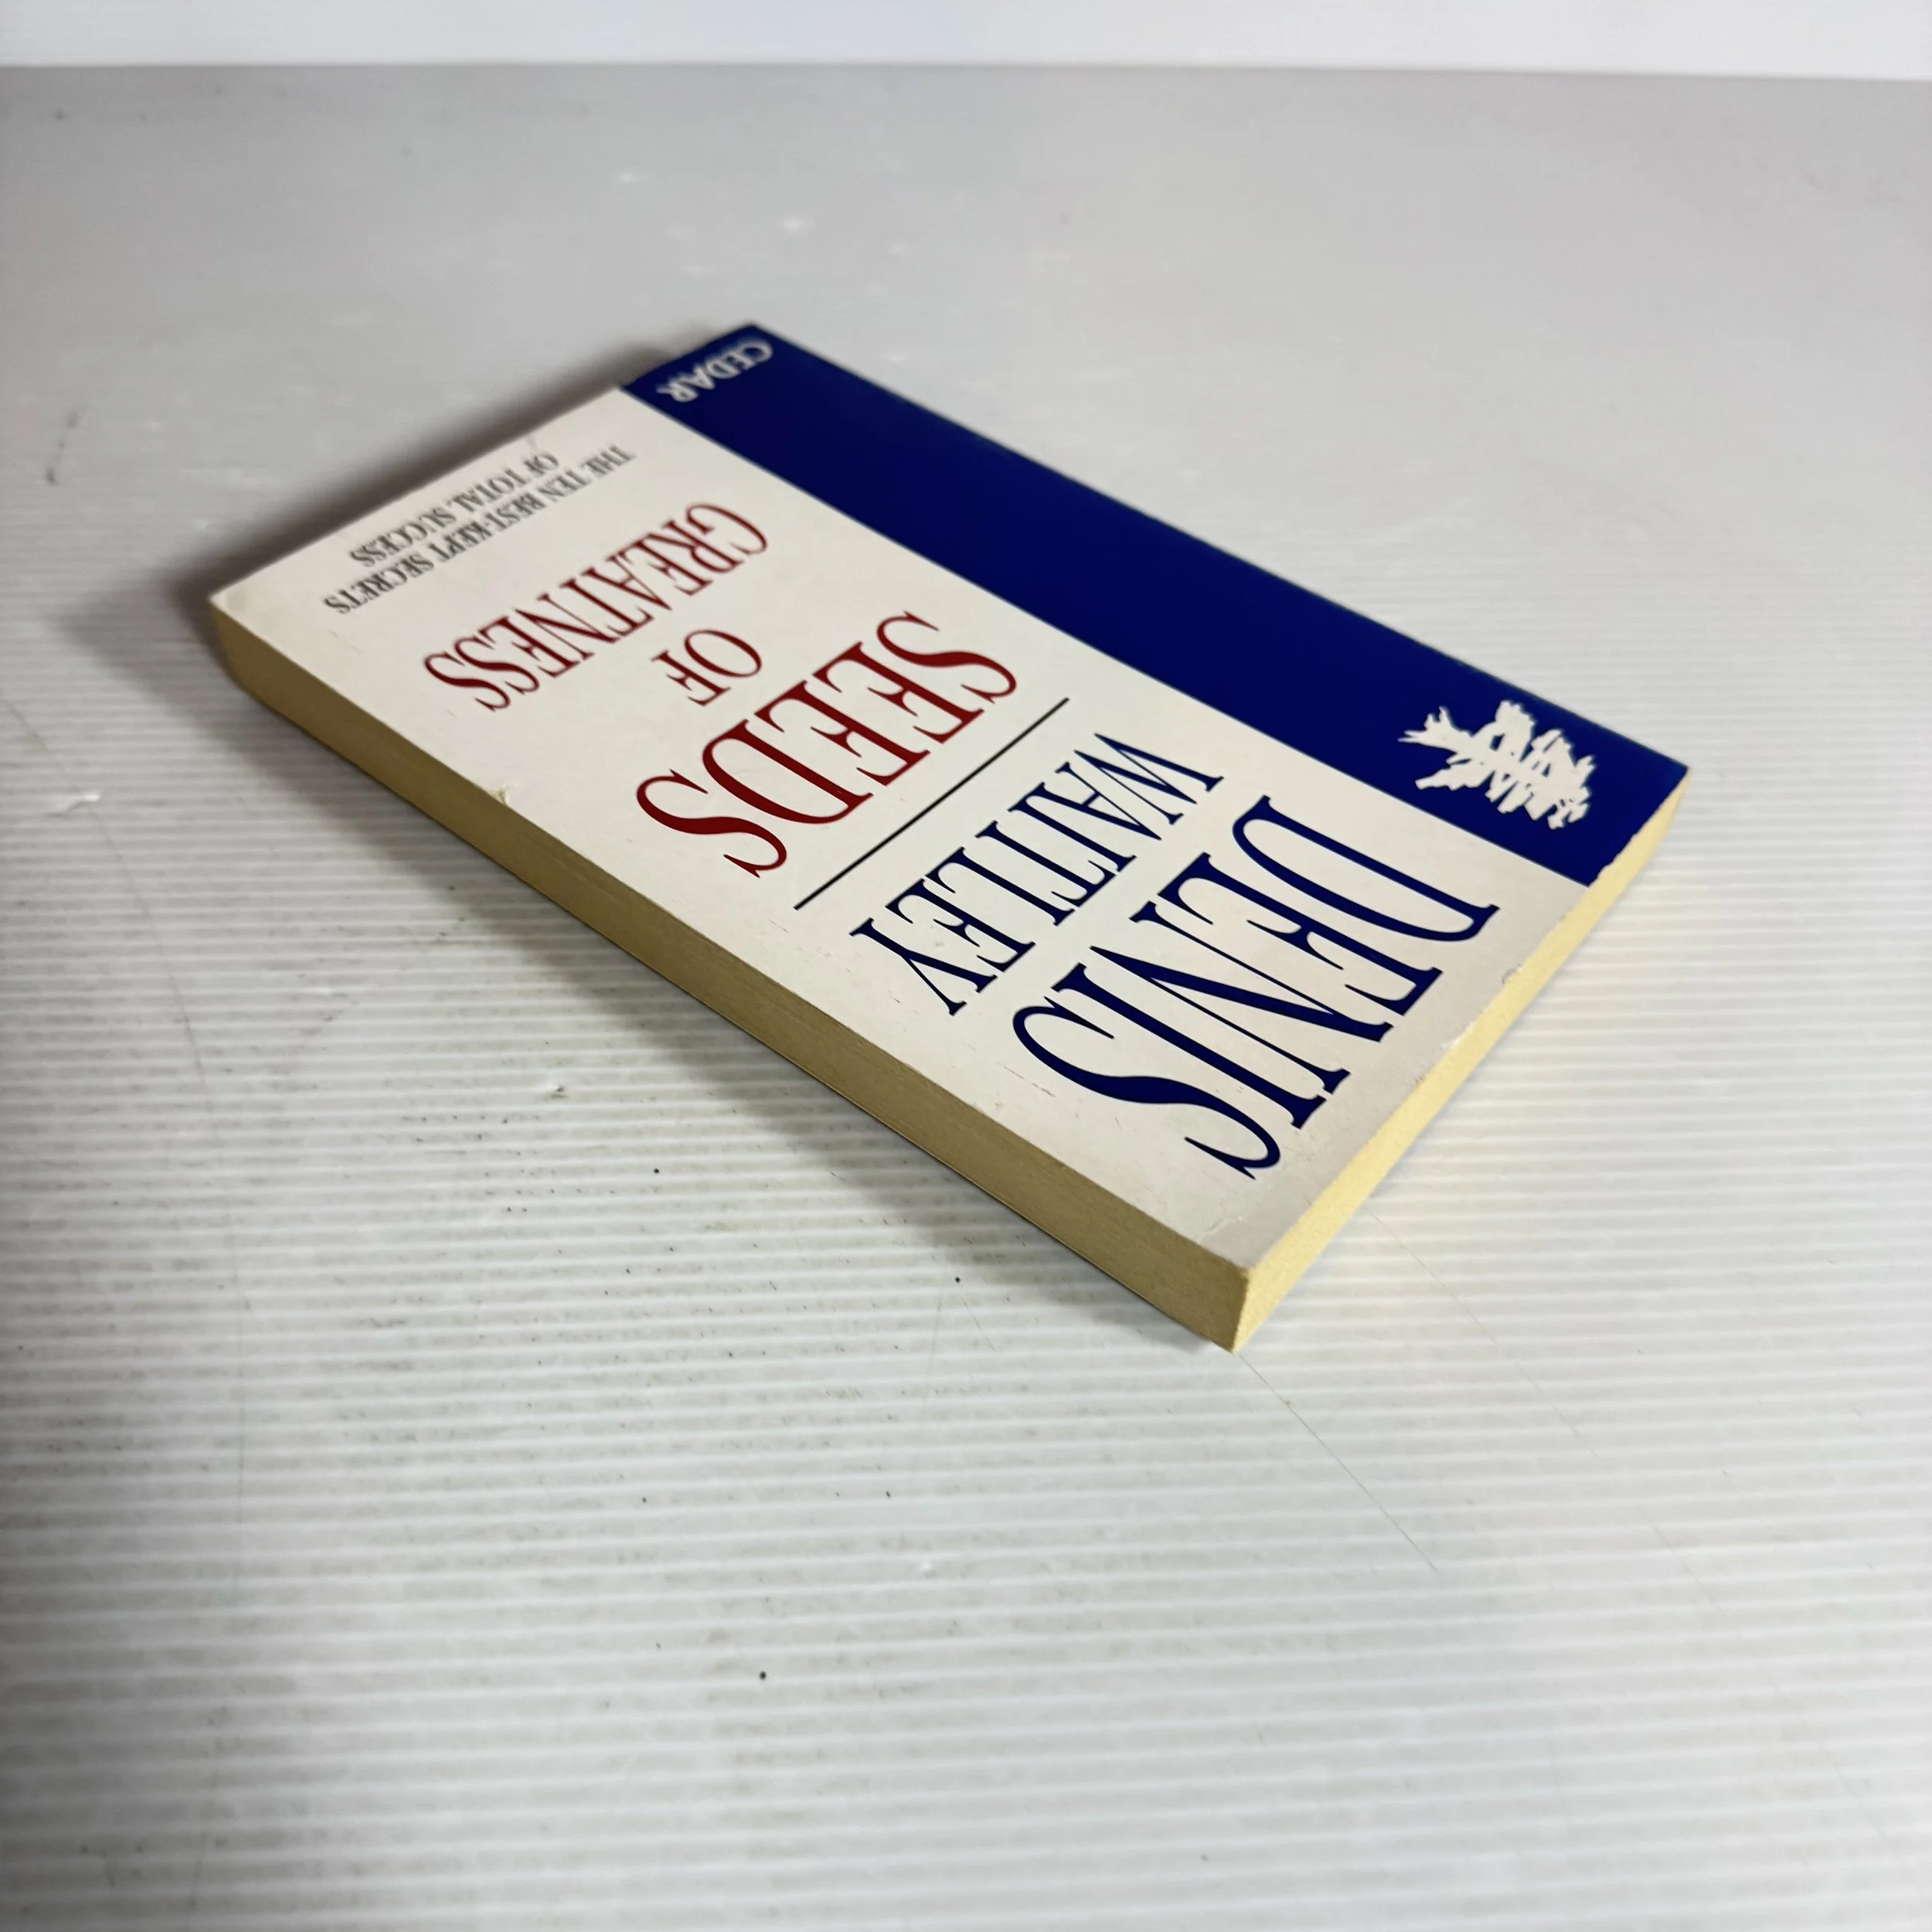 DENIS
WAITLEY
SEEDS
OF
GREATNESS
THE TEN BEST-KEPT SECRETS
OF TOTAL SUCCESS
CEDAR